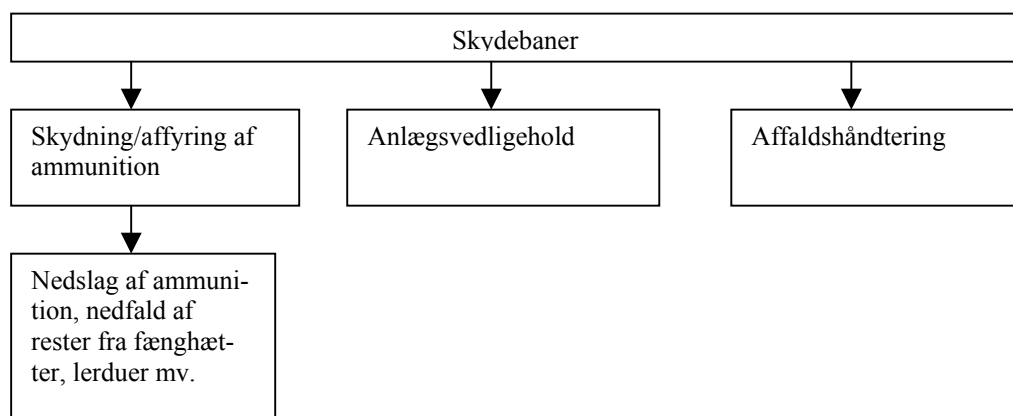 Skydebaner
Skydning/affyring af
ammunition
Anlægsvedligehold
Affaldshåndtering
Nedslag af ammuni-
tion, nedfald af
rester fra fænghæt-
ter, lerduer mv.